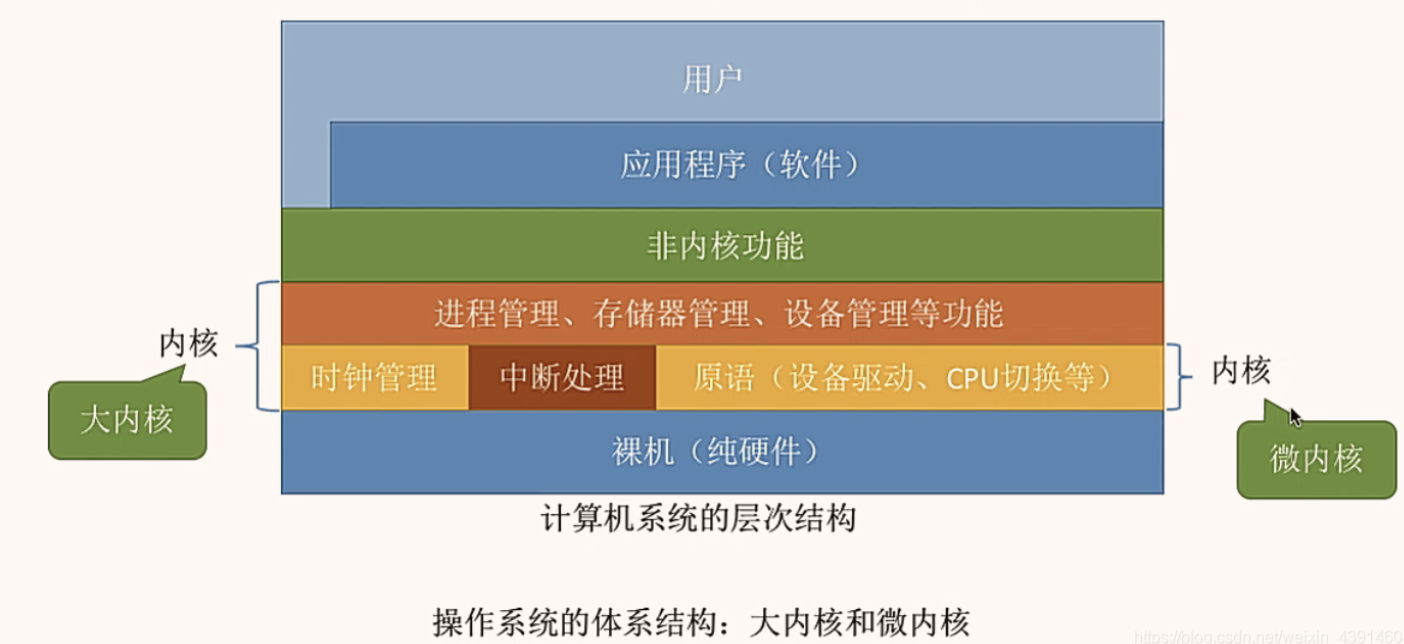 用户
应用程序（软件）
非内核功能
进程管理、存储器管理、设备管理等功能
内核
时钟管理
中断处理
原语（设备驱动、CPU切换等）
内核
大内核
裸机（纯硬件）
微内核
计算机系统的层次结构
操作系统的体系结构：大内核和微内核
https://blog.csdn.net/weixin_4391460